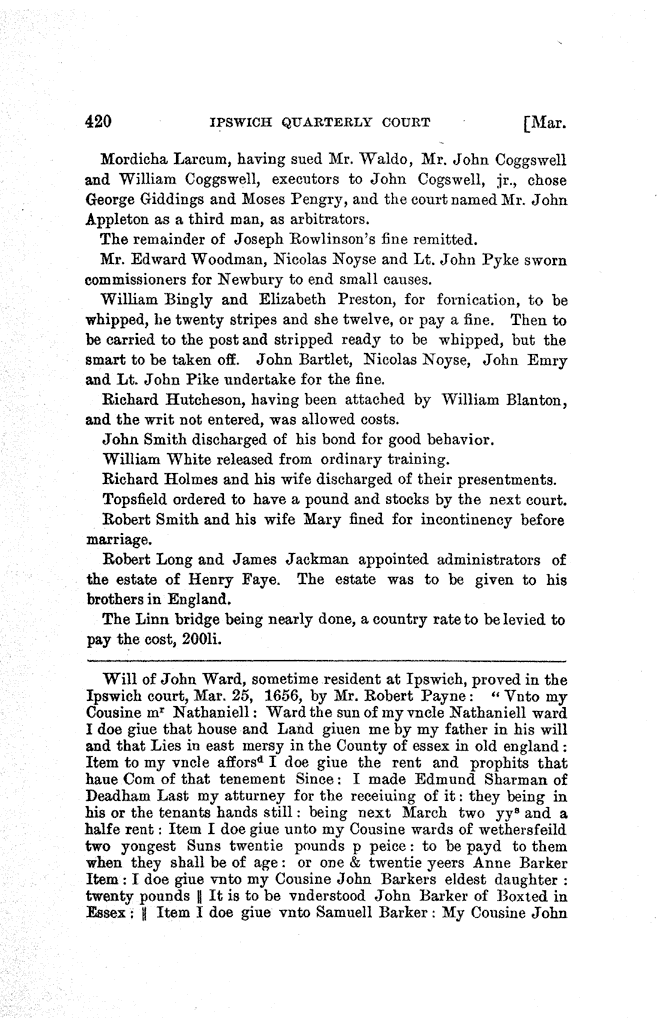 420 IPSWICH QUARTERLY COURT [Mar.
Mordicha Larcum, having sued Mr. Waldo, Mr. John Coggswell
and William Coggswell, executors to John Cogswell, jr., chose
George Giddings and Moses Pengry, and the court named Mr. John
Appleton as a third man, as arbitrators.
The remainder of Joseph Rowlinson's fine remitted.
Mr. Edward Woodman, Nicolas Noyse and Lt. John Pyke sworn
commissioners for Newbury to end small causes.
William Bingly and Elizabeth Preston, for fornication, to be
whipped, he twenty stripes and she twelve, or pay a fine. Then to
be carried to the post and stripped ready to be whipped, but the
smart to be taken off. John Bartlet, Nicolas Noyse, John Emry
and Lt. John Pike undertake for the fine.
Richard Hutcheson, having been attached by William Blanton,
and the writ not entered, was allowed costs.
John Smith discharged of his bond for good behavior.
William White released from ordinary training.
Richard Holmes and his wife discharged of their presentments.
Topsfield ordered to have a pound and stocks by the next court.
Robert Smith and his wife Mary fined for incontinency before
marriage.
Robert Long and James Jackman appointed administrators of
the estate of Henry Faye. The estate was to be given to his
brothers in England.
The Linn bridge being nearly done, a country rate to be levied to
pay the cost, 200li.
Will of John Ward, sometime resident at Ipswich, proved in the
Ipswich court, Mar. 25, 1656, by Mr. Robert Payne: "Vnto my
Cousine mʳ Nathaniell: Ward the sun of my vncle Nathaniell ward
I doe giue that house and Land giuen me by my father in his will
and that Lies in east mersy in the County of essex in old england:
Item to my vncle afforsᵈ I doe giue the rent and prophits that
haue Com of that tenement Since: I made Edmund Sharman of
Deadham Last my atturney for the receiuing of it: they being in
his or the tenants hands still: being next March two yyˢ and a
halfe rent: Item I doe giue unto my Cousine wards of wethersfeild
two yongest Suns twentie pounds p peice: to be payd to them
when they shall be of age: or one & twentie yeers Anne Barker
Item: I doe giue vnto my Cousine John Barkers eldest daughter:
twenty pounds ‖ It is to be vnderstood John Barker of Boxted in
Essex: ‖ Item I doe giue vnto Samuell Barker: My Cousine John